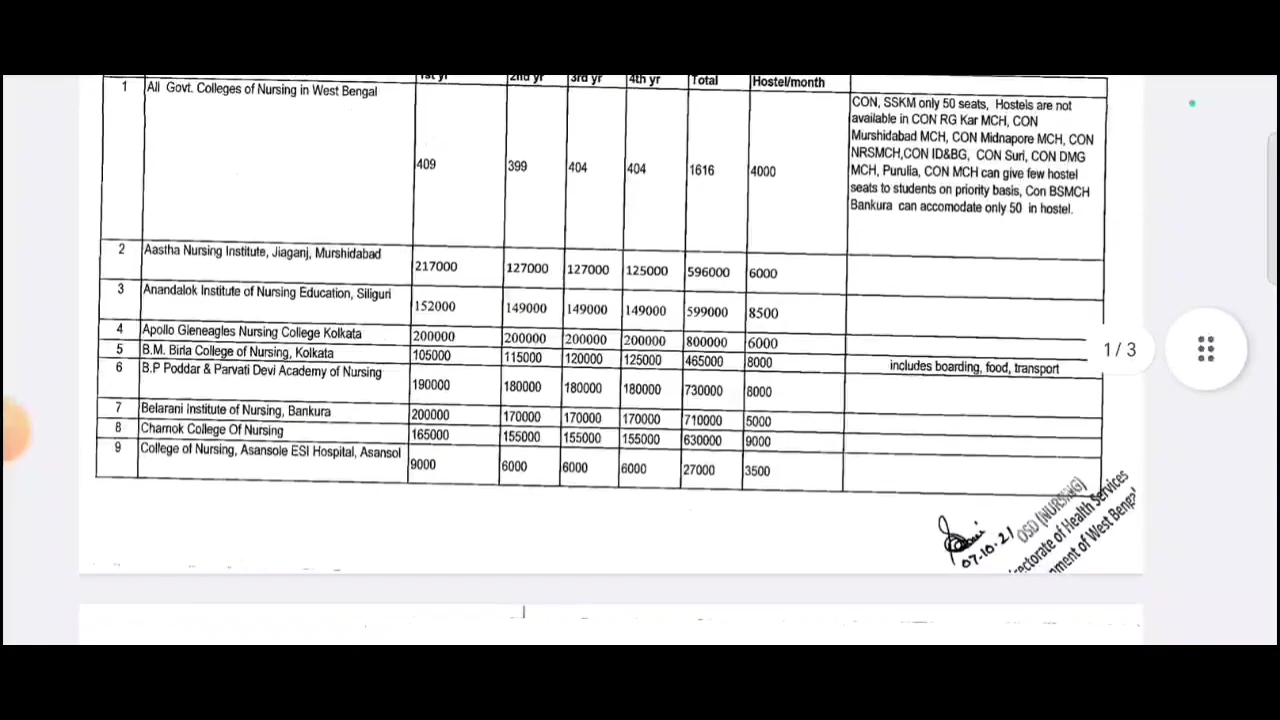 1st yr 2nd yr 3rd yr 4th yr Total Hostel/month
1 All Govt. Colleges of Nursing in West Bengal 409 399 404 404 1616 4000
CON, SSKM only 50 seats, Hostels are not
available in CON RG Kar MCH, CON
Murshidabad MCH, CON Midnapore MCH, CON
NRSMCH,CON ID&BG, CON Suri, CON DMG
MCH, Purulia, CON MCH can give few hostel
seats to students on priority basis, Con BSMCH
Bankura can accomodate only 50 in hostel.
2 Aastha Nursing Institute, Jiaganj, Murshidabad 217000 127000 127000 125000 596000 6000
3 Anandalok Institute of Nursing Education, Siliguri 152000 149000 149000 149000 599000 8500
4 Apollo Gleneagles Nursing College Kolkata 200000 200000 200000 200000 800000 6000
5 B.M. Birla College of Nursing, Kolkata 105000 115000 120000 125000 465000 8000 includes boarding, food, transport
6 B.P Poddar & Parvati Devi Academy of Nursing 190000 180000 180000 180000 730000 8000
7 Belarani Institute of Nursing, Bankura 200000 170000 170000 170000 710000 5000
8 Charnok College Of Nursing 165000 155000 155000 155000 630000 9000
9 College of Nursing, Asansole ESI Hospital, Asansol 9000 6000 6000 6000 27000 3500
1 / 3
07-10-21
OSD (NURSING)
irectorate of Health Services
nment of West Benga